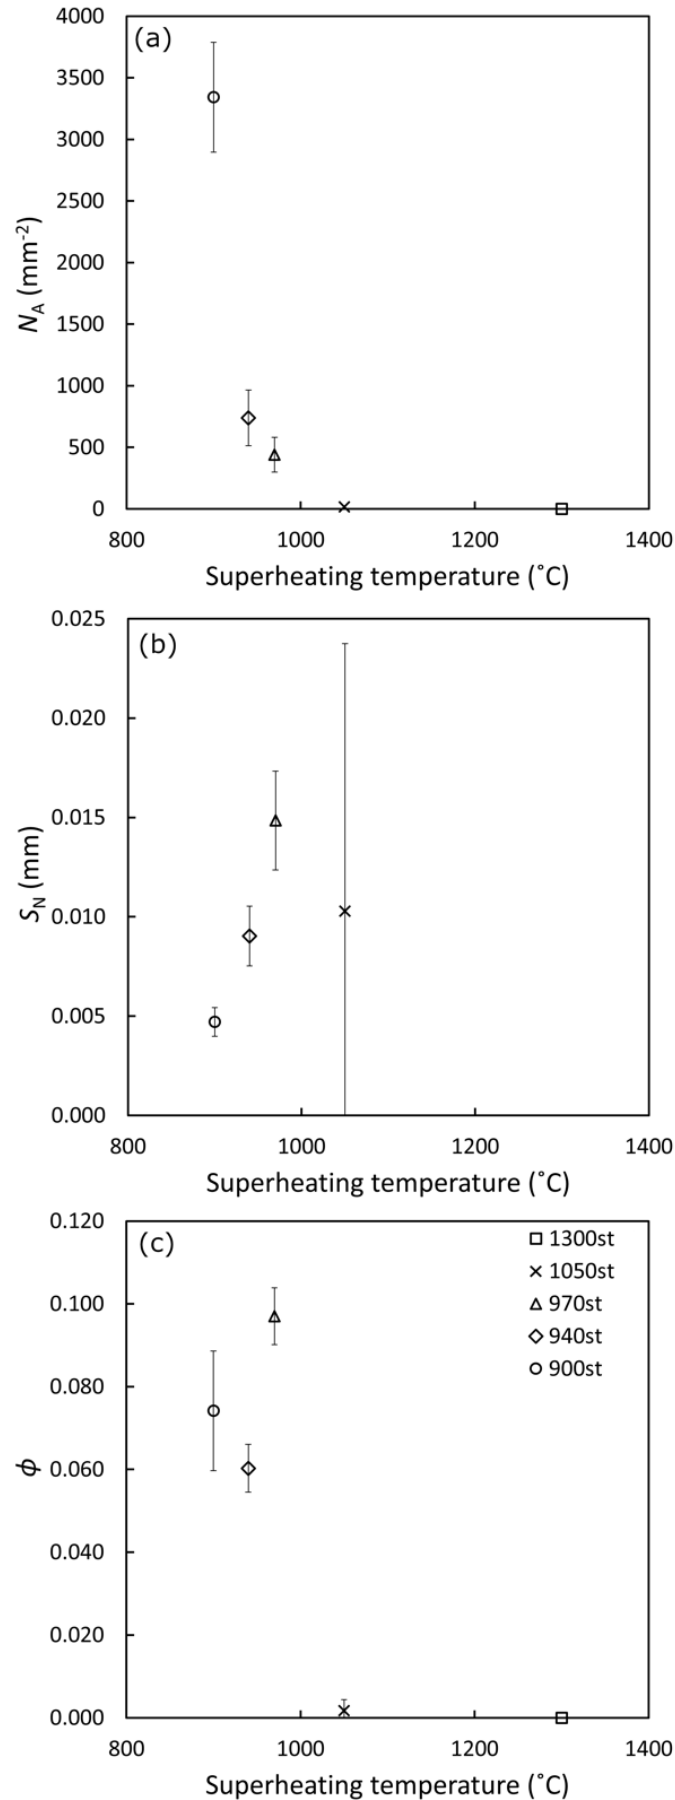 (a)
4000
3500
3000
2500
2000
1500
1000
500
0
N_A (mm^-2)
800 1000 1200 1400
Superheating temperature (˚C)
(b)
0.025
0.020
0.015
0.010
0.005
0.000
S_N (mm)
800 1000 1200 1400
Superheating temperature (˚C)
(c)
0.120
0.100
0.080
0.060
0.040
0.020
0.000
ϕ
1300st
1050st
970st
940st
900st
800 1000 1200 1400
Superheating temperature (˚C)